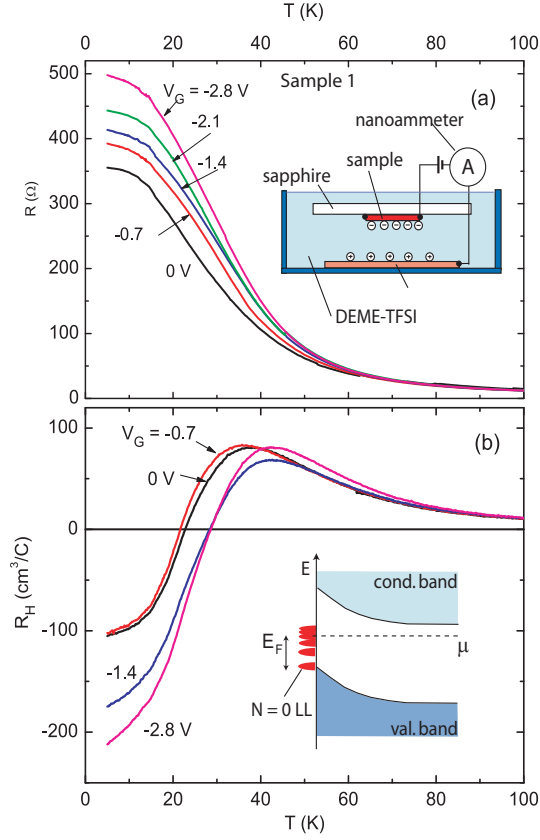 T (K)
0 20 40 60 80 100
500
400
300
200
100
0
R (Ω)
Sample 1
(a)
V_G = -2.8 V
-2.1
-1.4
-0.7
0 V
nanoammeter
A
sample
sapphire
− − − − −
+ + + + +
DEME-TFSI
100
0
-100
-200
R_H (cm³/C)
(b)
V_G = -0.7
0 V
-1.4
-2.8 V
E
cond. band
E_F
μ
N = 0 LL
val. band
0 20 40 60 80 100
T (K)